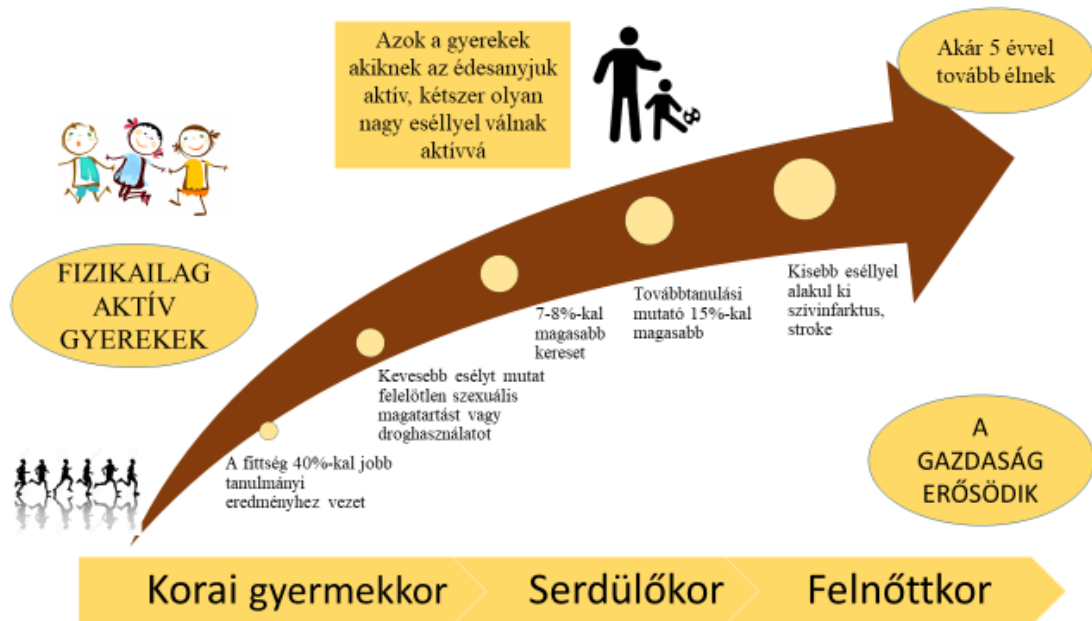 Azok a gyerekek
akiknek az édesanyjuk
aktív, kétszer olyan
nagy eséllyel válnak
aktívvá
Akár 5 évvel
tovább élnek
FIZIKAILAG
AKTÍV
GYEREKEK
Kisebb eséllyel
alakul ki
szívinfarktus,
stroke
Továbbtanulási
mutató 15%-kal
magasabb
7-8%-kal
magasabb
kereset
Kevesebb esélyt mutat
felelőtlen szexuális
magatartást vagy
droghasználatot
A fittség 40%-kal jobb
tanulmányi
eredményhez vezet
A
GAZDASÁG
ERŐSÖDIK
Korai gyermekkor
Serdülőkor
Felnőttkor